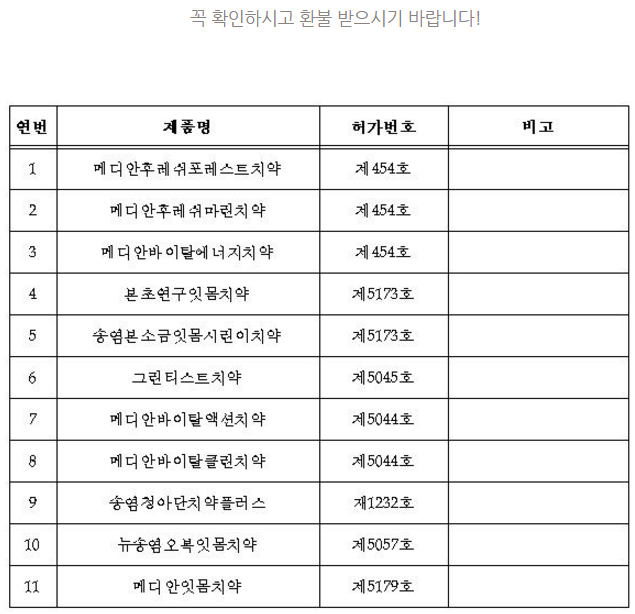 꼭 확인하시고 환불 받으시기 바랍니다!
연번 제품명 허가번호 비고
1 메디안후레쉬포레스트치약 제454호
2 메디안후레쉬마린치약 제454호
3 메디안바이탈에너지치약 제454호
4 본초연구잇몸치약 제5173호
5 송염본소금잇몸시린이치약 제5173호
6 그린티스트치약 제5045호
7 메디안바이탈액션치약 제5044호
8 메디안바이탈클린치약 제5044호
9 송염청아단치약플러스 재1232호
10 뉴송염오복잇몸치약 제5057호
11 메디안잇몸치약 제5179호